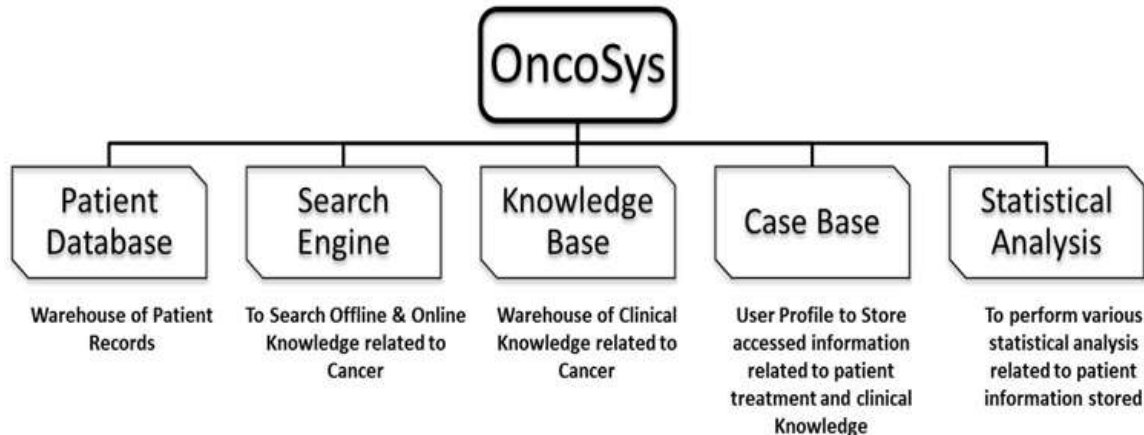 OncoSys
Patient
Database
Search
Engine
Knowledge
Base
Case Base
Statistical
Analysis
Warehouse of Patient
Records
To Search Offline & Online
Knowledge related to
Cancer
Warehouse of Clinical
Knowledge related to
Cancer
User Profile to Store
accessed information
related to patient
treatment and clinical
Knowledge
To perform various
statistical analysis
related to patient
information stored